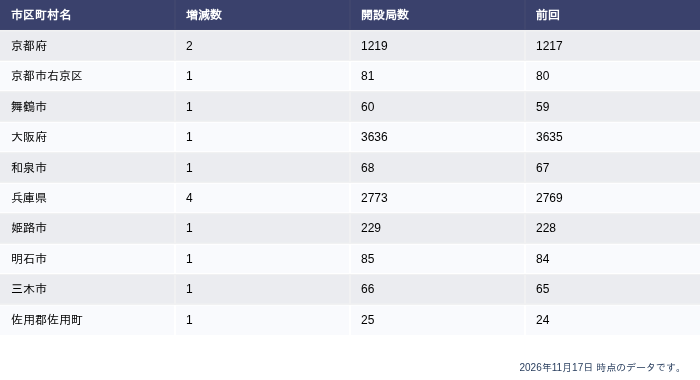 市区町村名 増減数 開設局数 前回
京都府 2 1219 1217
京都市右京区 1 81 80
舞鶴市 1 60 59
大阪府 1 3636 3635
和泉市 1 68 67
兵庫県 4 2773 2769
姫路市 1 229 228
明石市 1 85 84
三木市 1 66 65
佐用郡佐用町 1 25 24
2026年11月17日 時点のデータです。